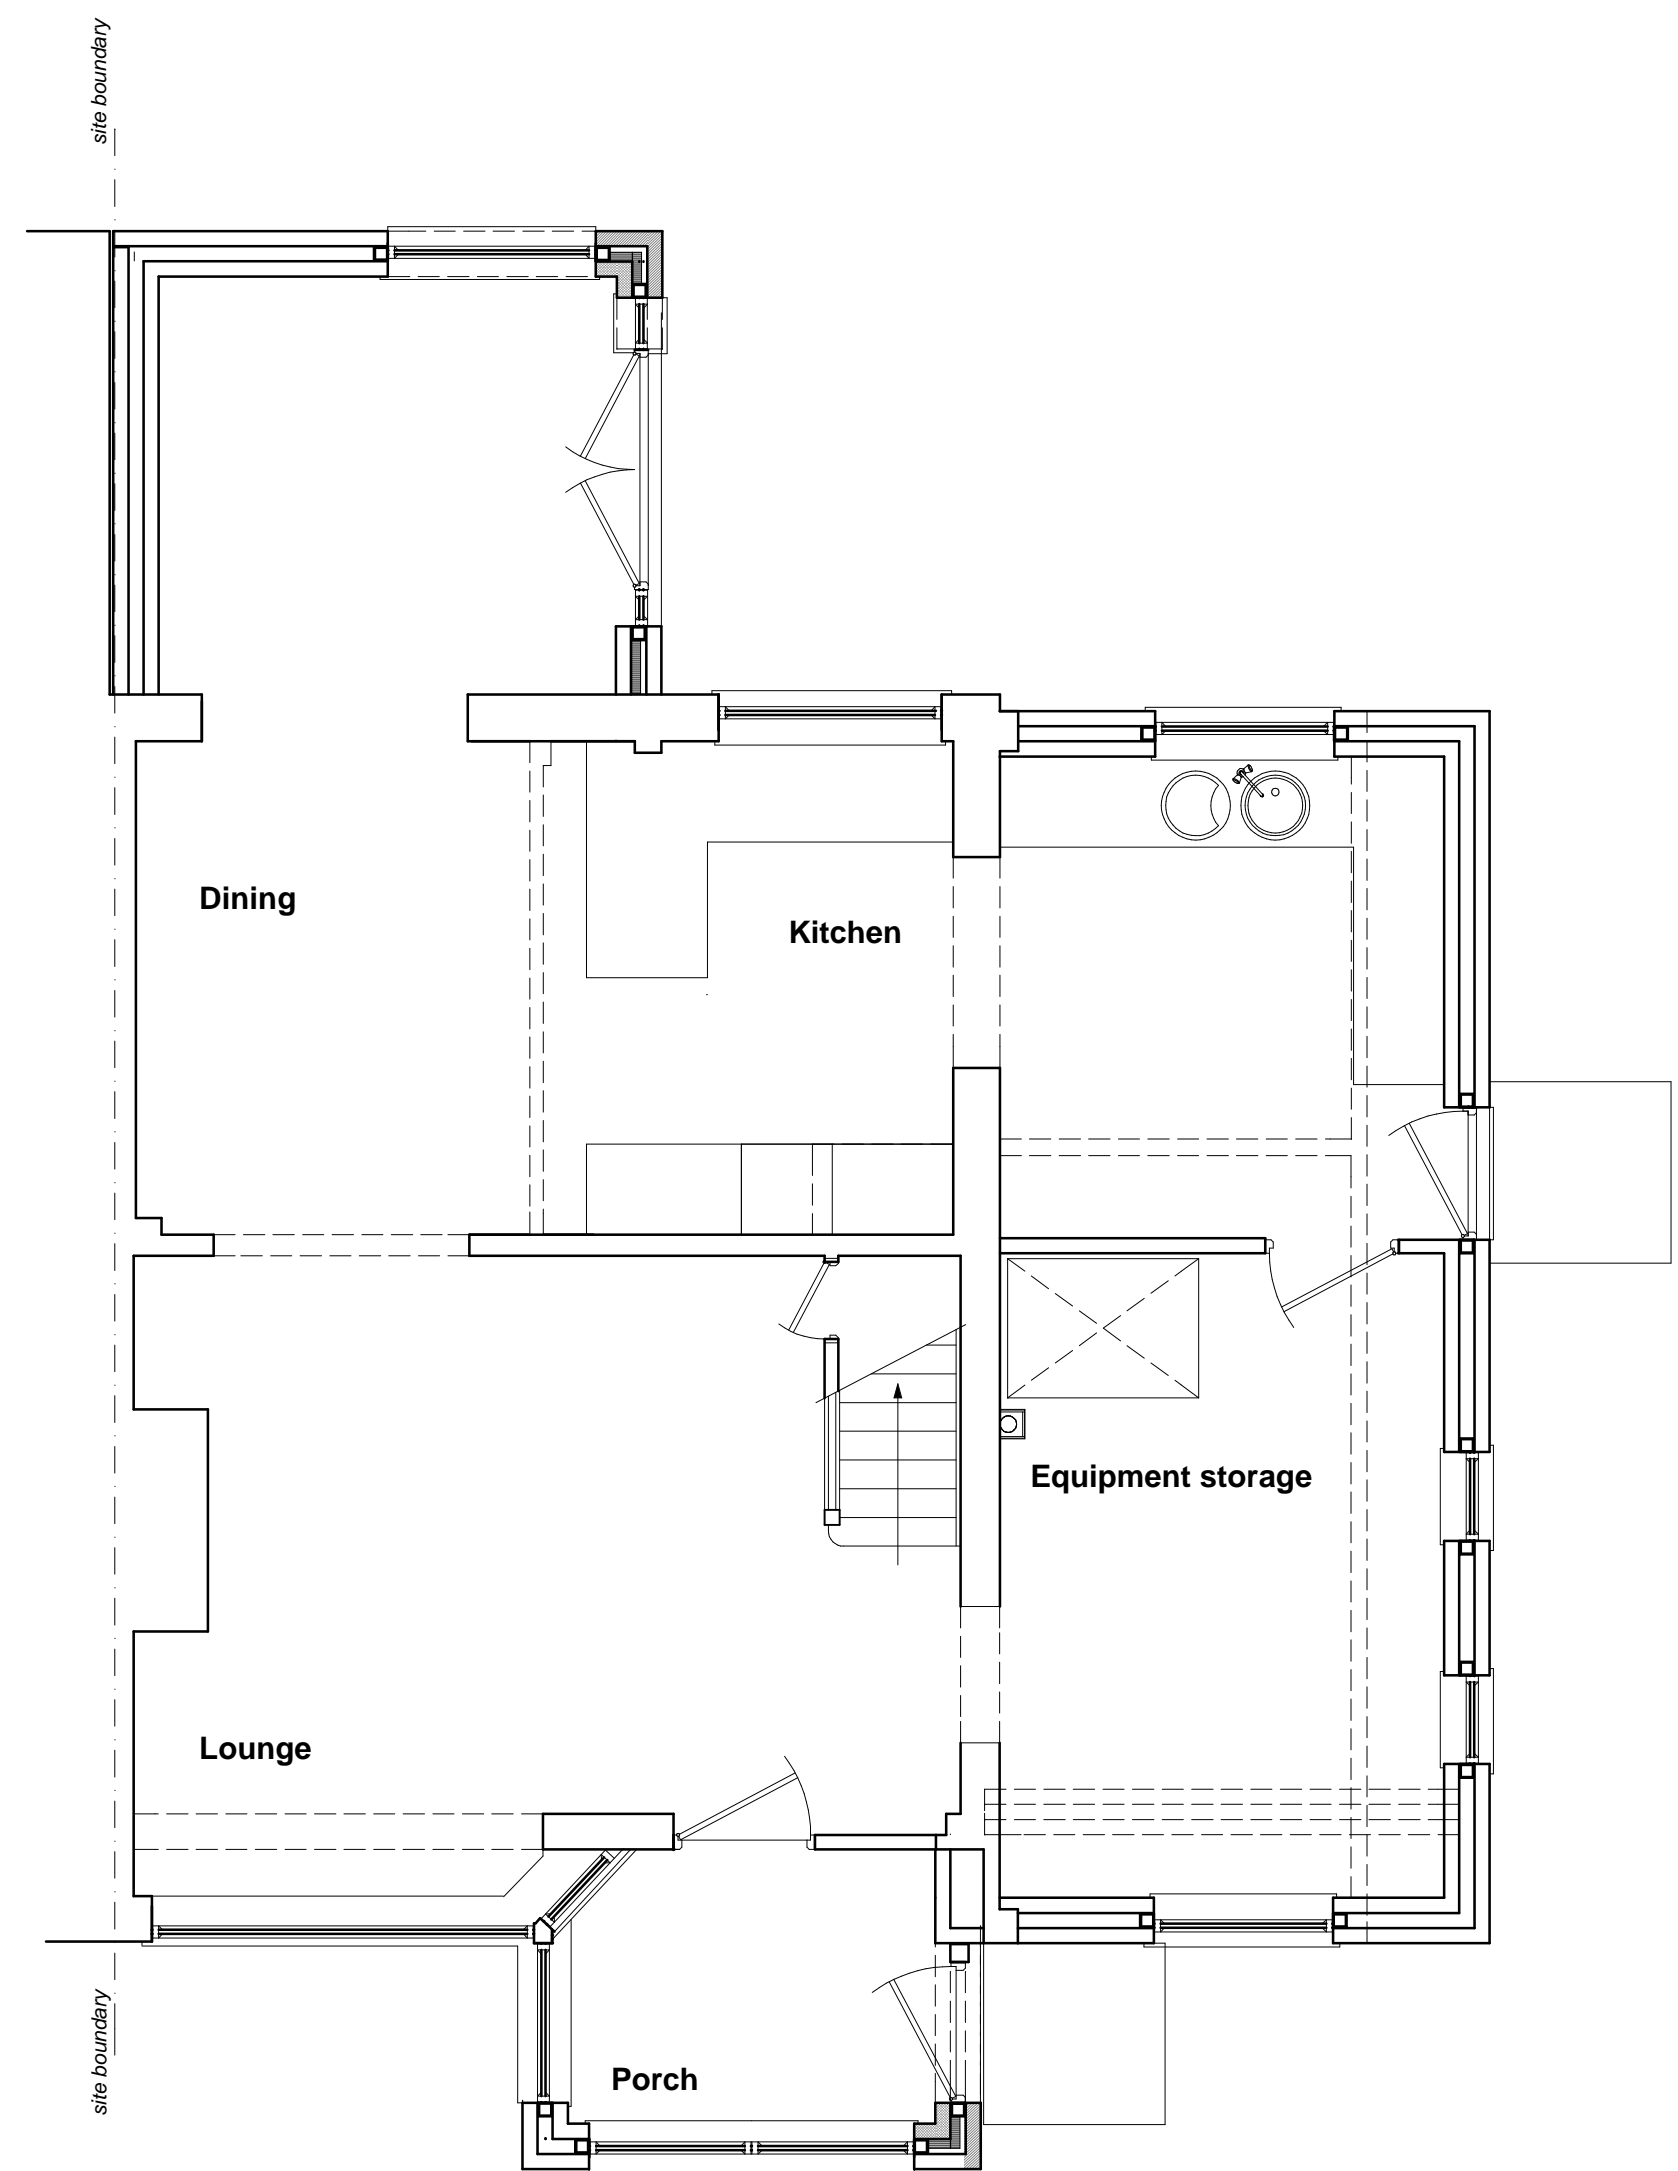 site boundary
Dining
Kitchen
Equipment storage
Lounge
site boundary
Porch